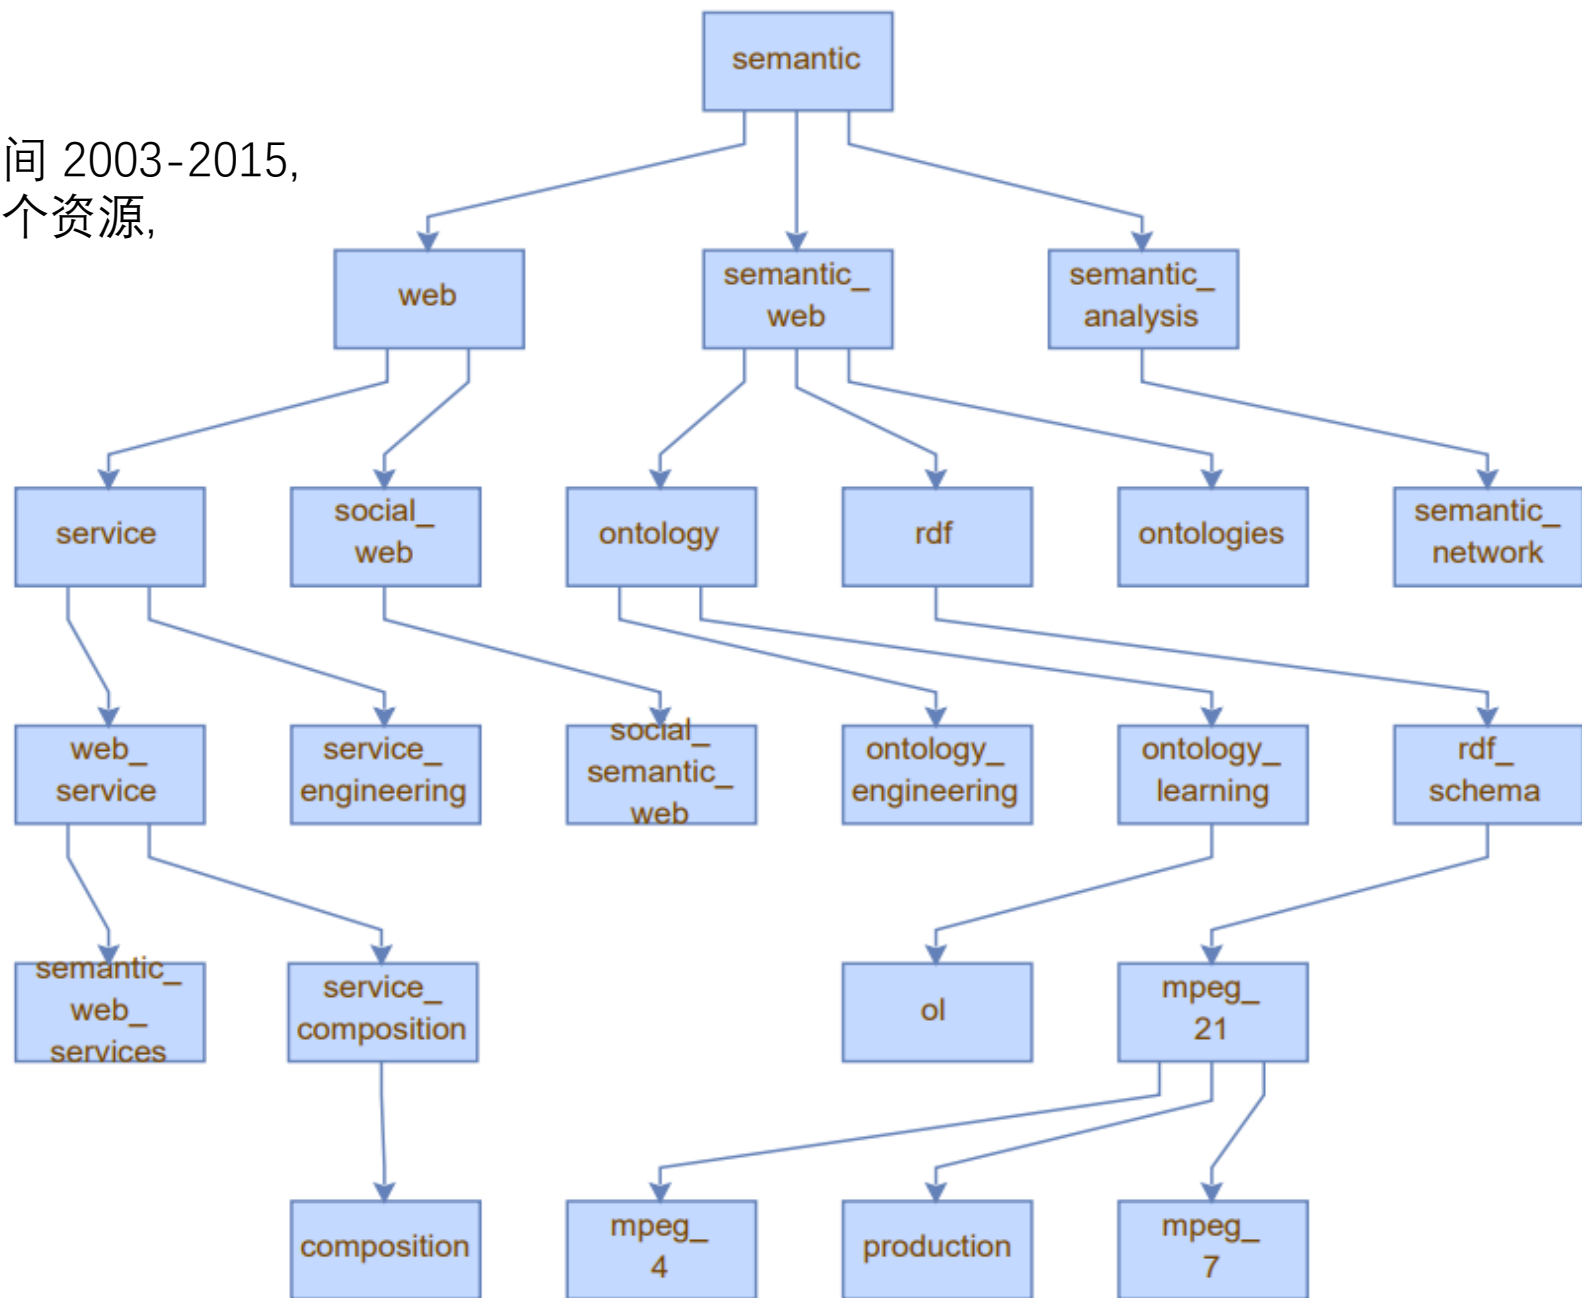 semantic
间 2003-2015,
个资源,
web
semantic_
web
semantic_
analysis
service
social_
web
ontology
rdf
ontologies
semantic_
network
web_
service
service_
engineering
social_
semantic_
web
ontology_
engineering
ontology_
learning
rdf_
schema
semantic_
web_
services
service_
composition
ol
mpeg_
21
composition
mpeg_
4
production
mpeg_
7